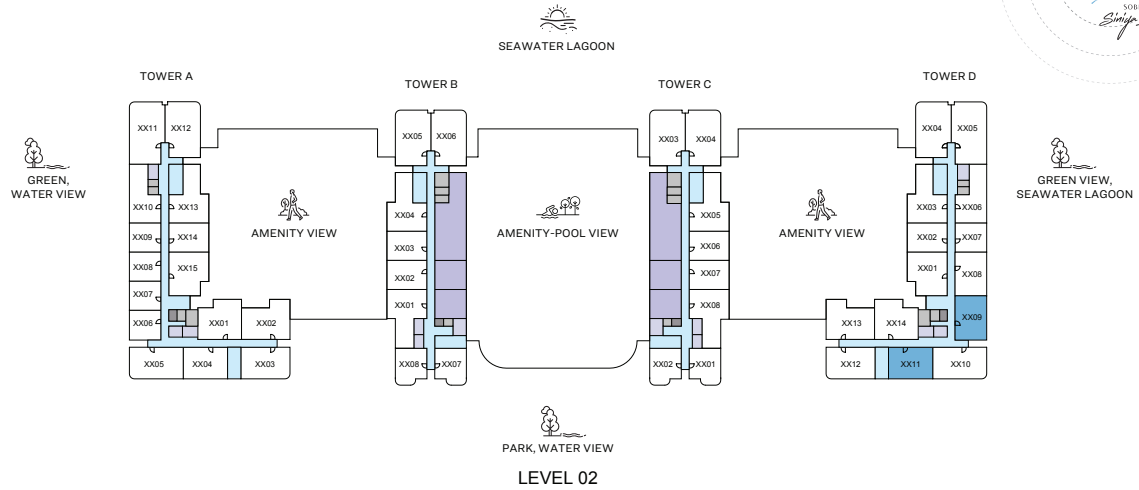 SOB
Siniya
SEAWATER LAGOON
TOWER A
TOWER B
TOWER C
TOWER D
XX11 XX12
XX05 XX06
XX03 XX04
XX04 XX05
GREEN,
WATER VIEW
GREEN VIEW,
SEAWATER LAGOON
XX10 XX13
XX09 XX14
XX08 XX15
XX07
XX06 XX01 XX02
XX05 XX04 XX03
AMENITY VIEW
XX04
XX03
XX02
XX01
XX08 XX07
AMENITY-POOL VIEW
XX05
XX06
XX07
XX08
XX02 XX01
AMENITY VIEW
XX03 XX06
XX02 XX07
XX01 XX08
XX09
XX13 XX14
XX12 XX11 XX10
PARK, WATER VIEW
LEVEL 02